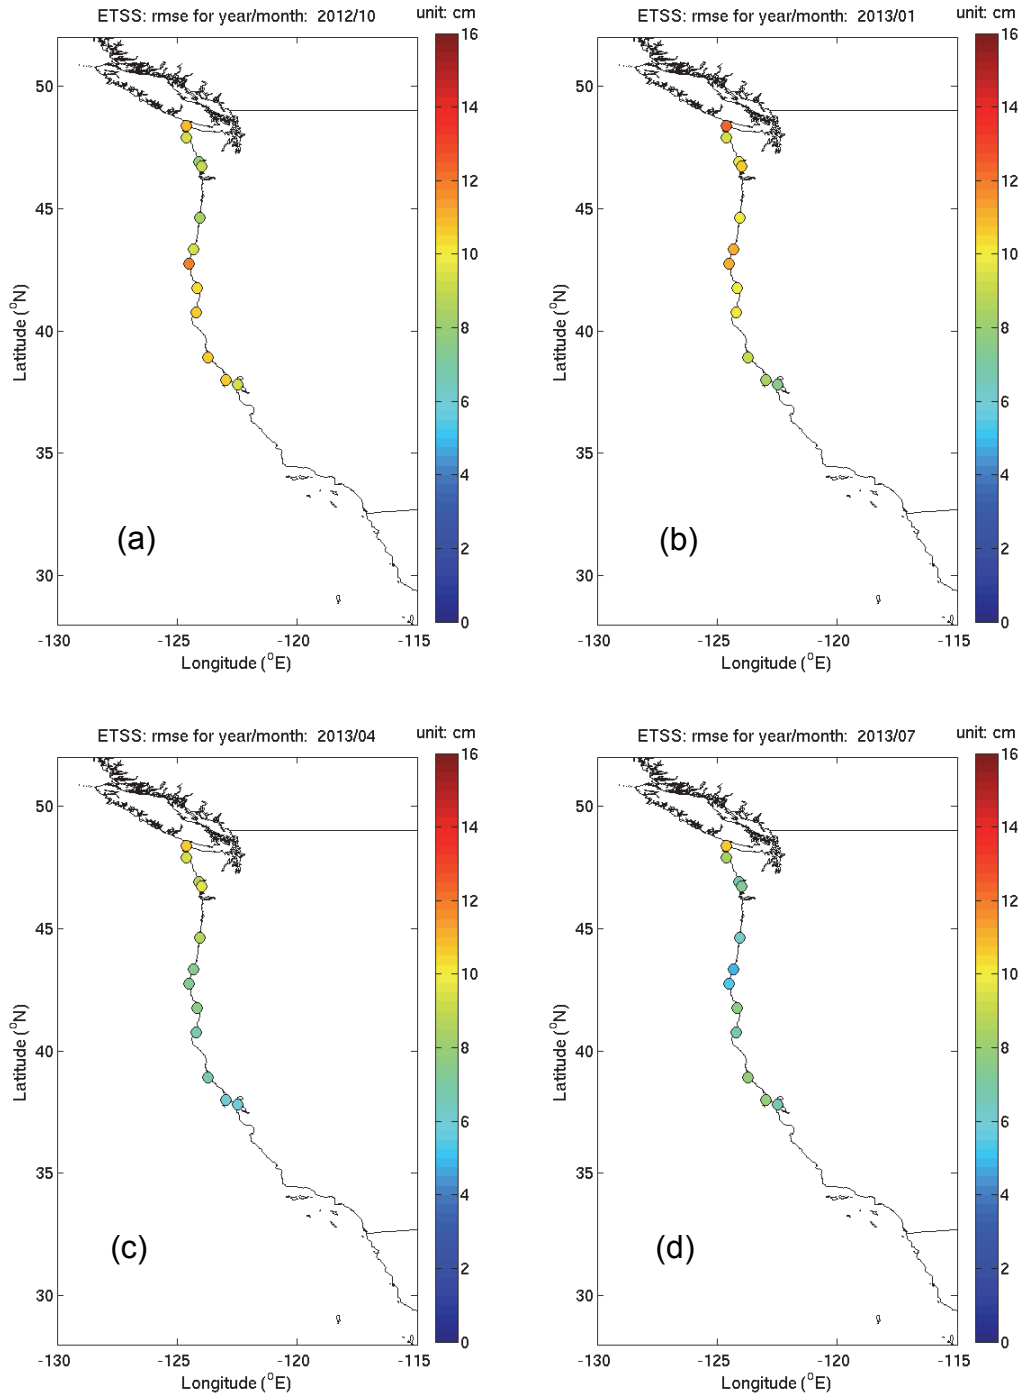 ETSS: rmse for year/month: 2012/10 unit: cm
16
14
12
10
8
6
4
2
0
50
45
40
35
30
Latitude (°N)
(a)
-130 -125 -120 -115
Longitude (°E)
ETSS: rmse for year/month: 2013/01 unit: cm
16
14
12
10
8
6
4
2
0
50
45
40
35
30
Latitude (°N)
(b)
-130 -125 -120 -115
Longitude (°E)
ETSS: rmse for year/month: 2013/04 unit: cm
16
14
12
10
8
6
4
2
0
50
45
40
35
30
Latitude (°N)
(c)
-130 -125 -120 -115
Longitude (°E)
ETSS: rmse for year/month: 2013/07 unit: cm
16
14
12
10
8
6
4
2
0
50
45
40
35
30
Latitude (°N)
(d)
-130 -125 -120 -115
Longitude (°E)